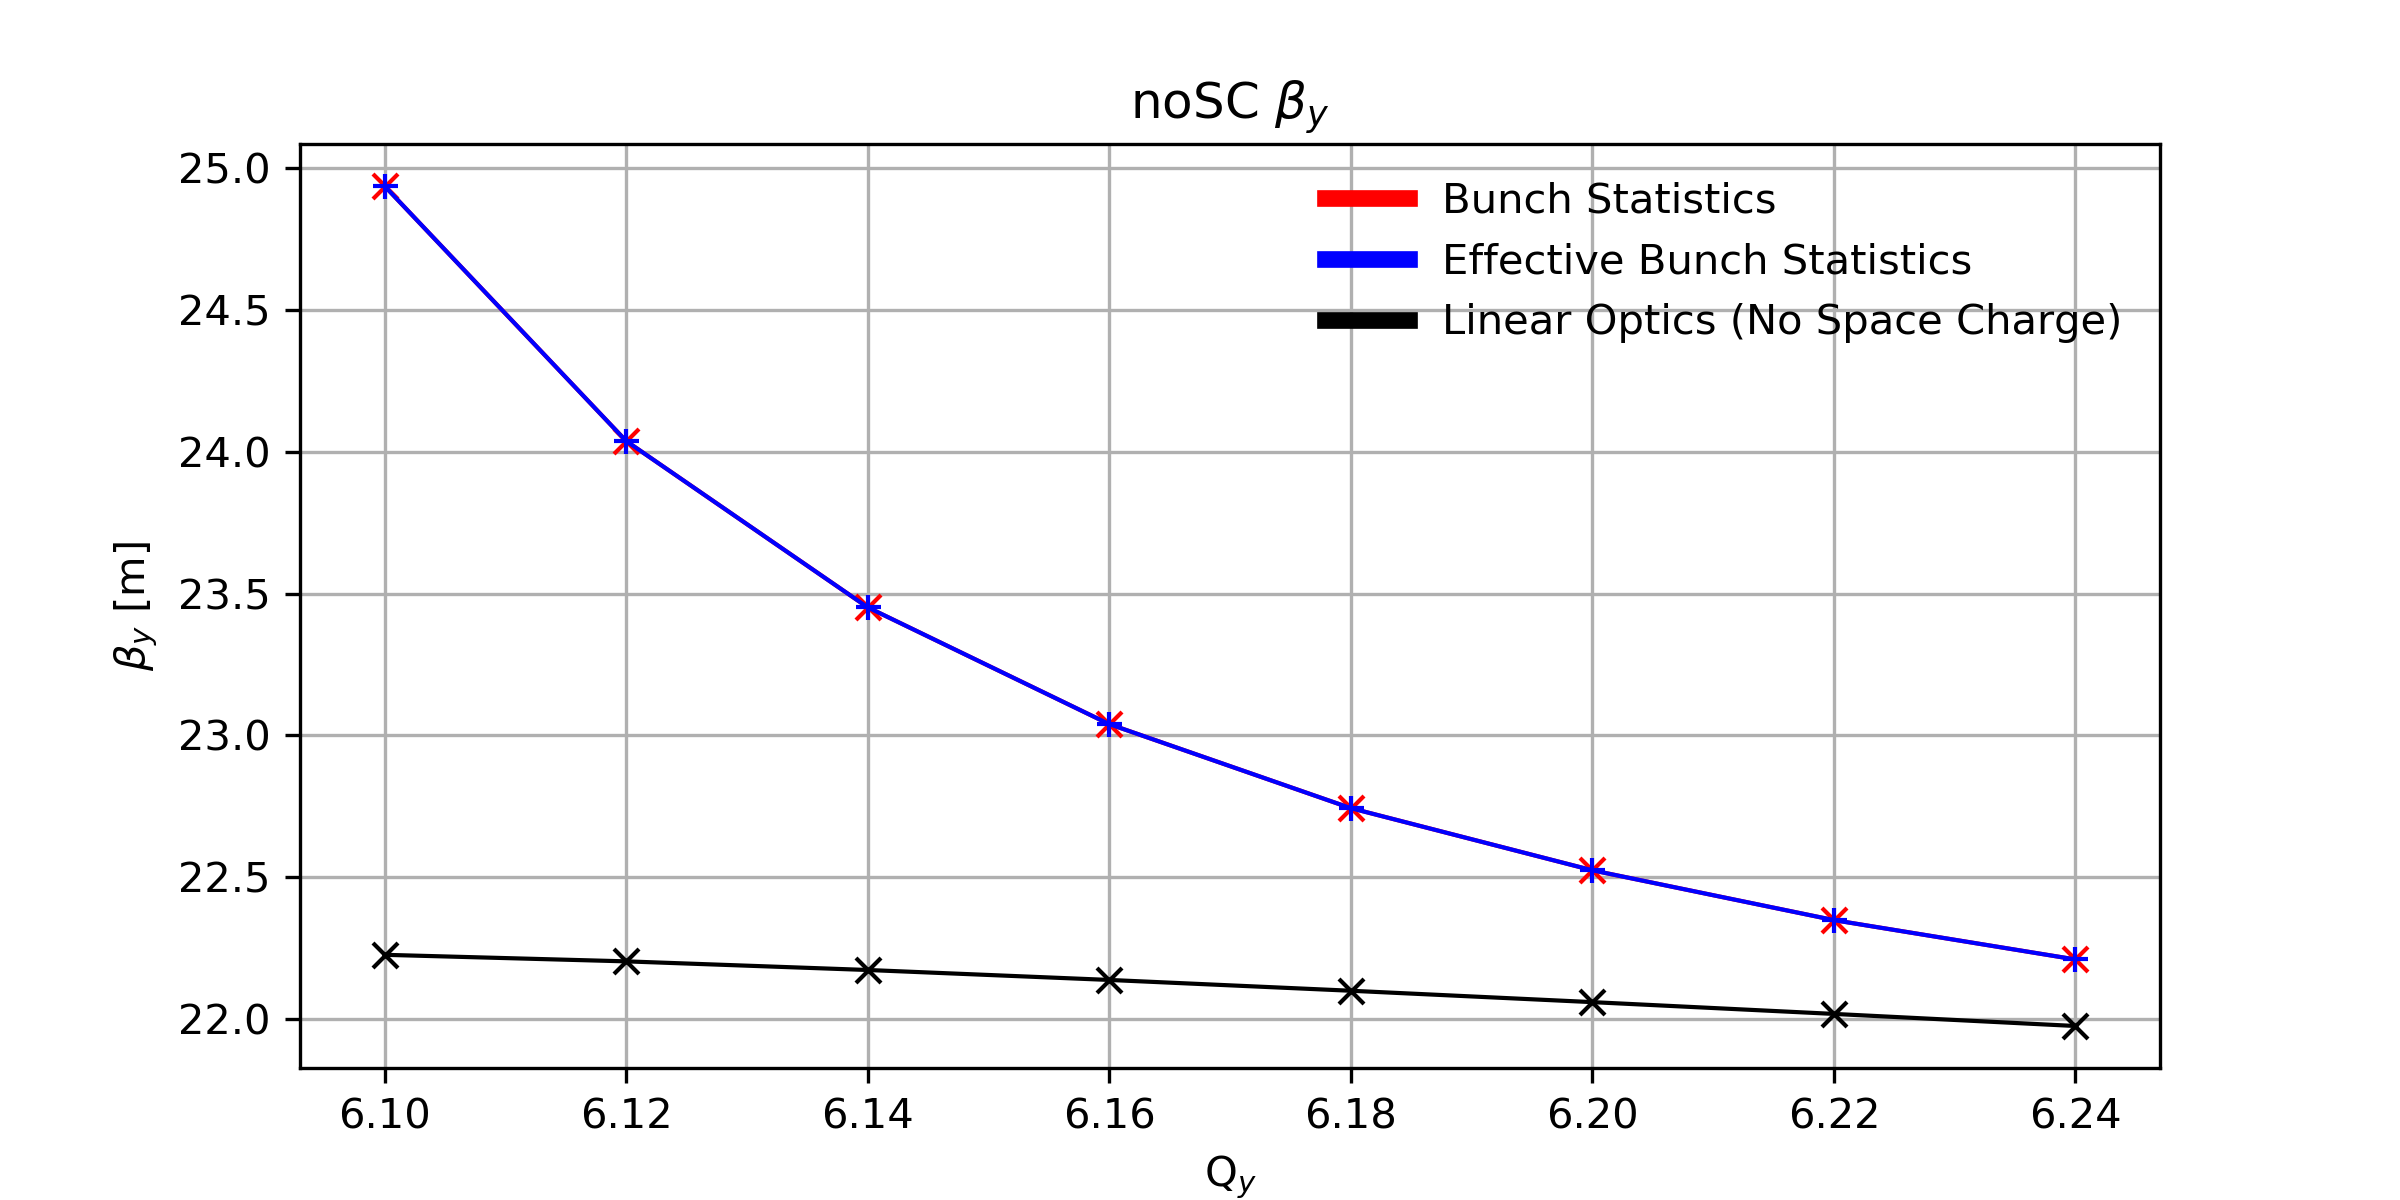 noSC βy
Bunch Statistics
Effective Bunch Statistics
Linear Optics (No Space Charge)
βy [m]
25.0
24.5
24.0
23.5
23.0
22.5
22.0
6.10 6.12 6.14 6.16 6.18 6.20 6.22 6.24
Qy